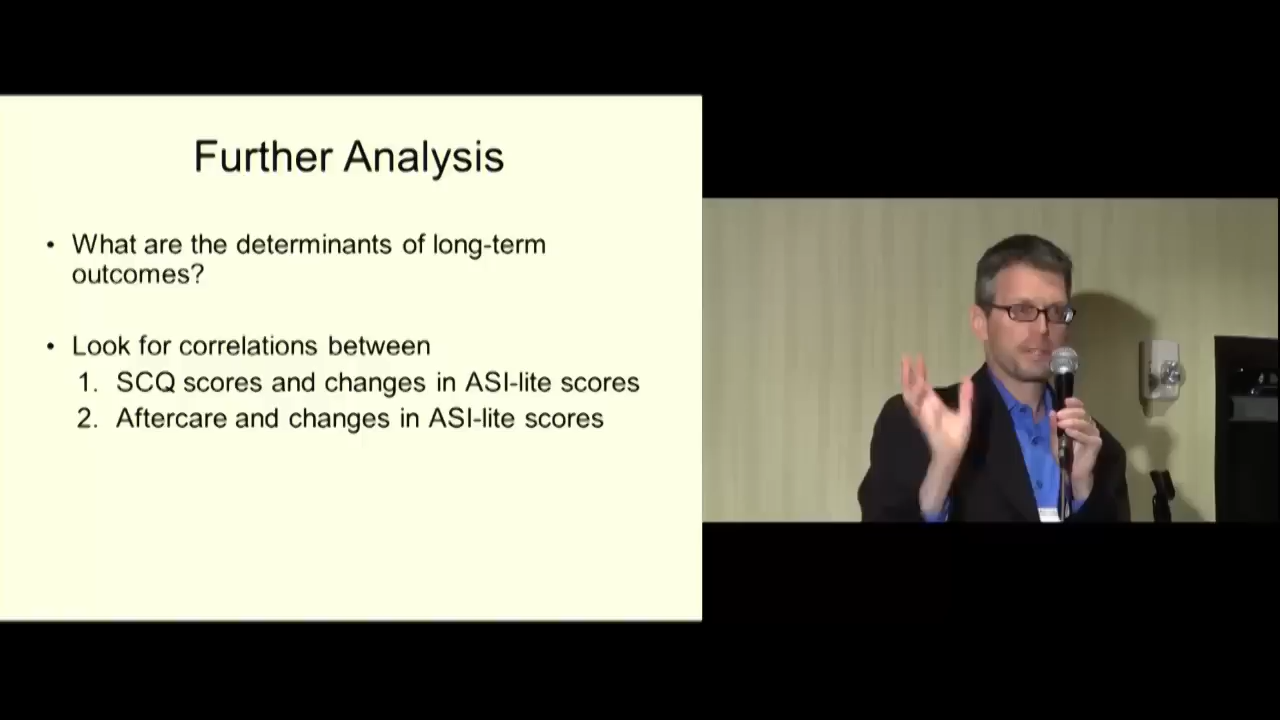 Further Analysis
• What are the determinants of long-term
outcomes?
• Look for correlations between
1. SCQ scores and changes in ASI-lite scores
2. Aftercare and changes in ASI-lite scores